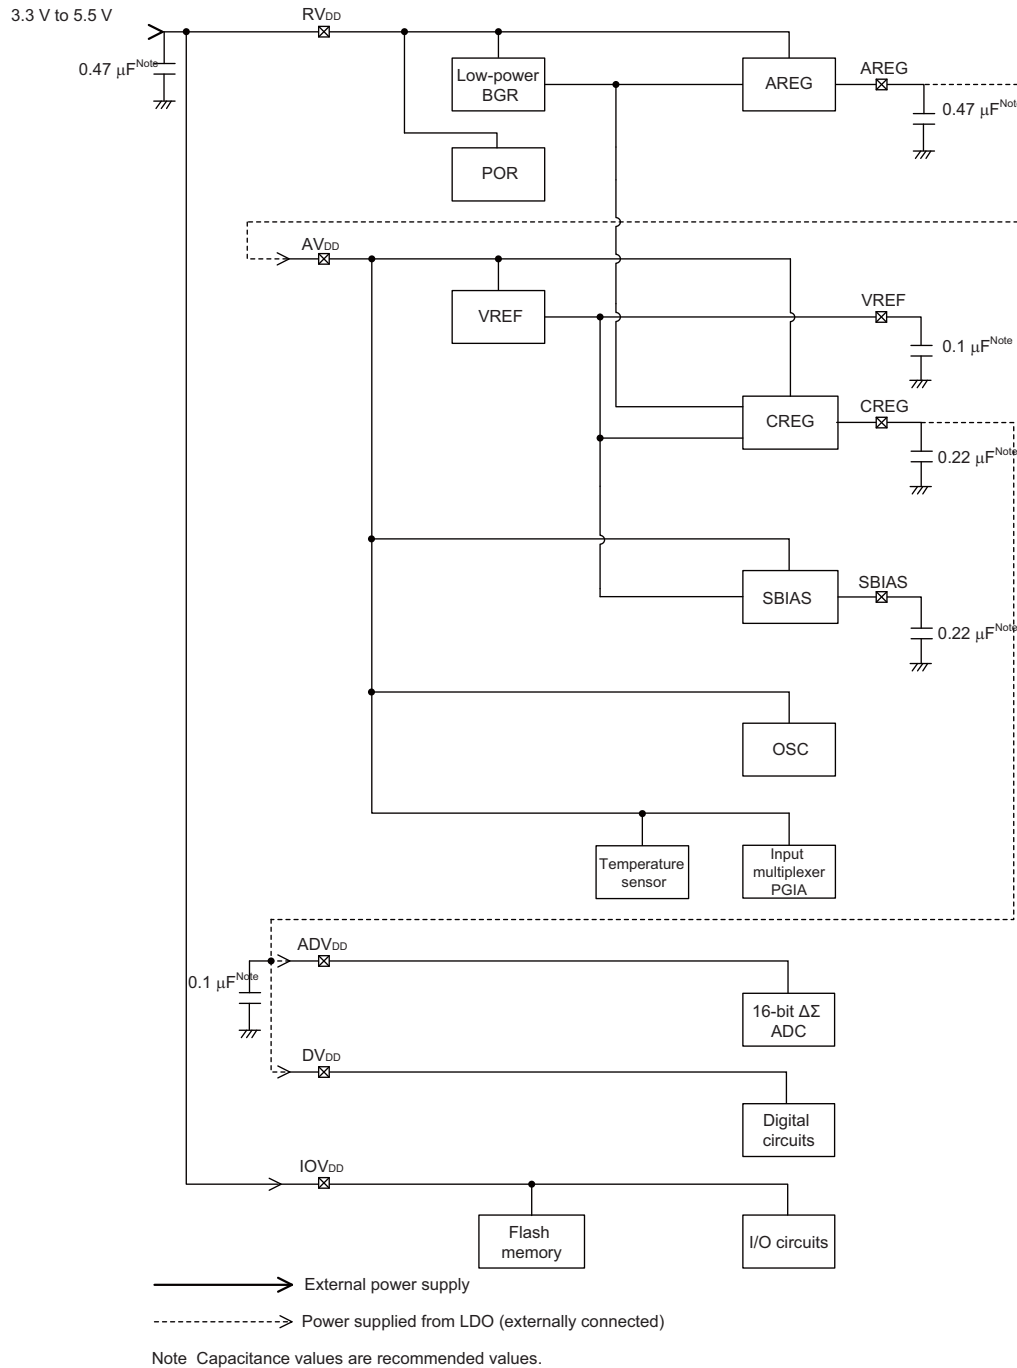 3.3 V to 5.5 V
RVDD
0.47 μFNote
Low-power
BGR
AREG
AREG
0.47 μFNote
POR
AVDD
VREF
VREF
0.1 μFNote
CREG
CREG
0.22 μFNote
SBIAS
SBIAS
0.22 μFNote
OSC
Temperature
sensor
Input
multiplexer
PGIA
ADVDD
0.1 μFNote
16-bit ΔΣ
ADC
DVDD
Digital
circuits
IOVDD
Flash
memory
I/O circuits
External power supply
Power supplied from LDO (externally connected)
Note Capacitance values are recommended values.